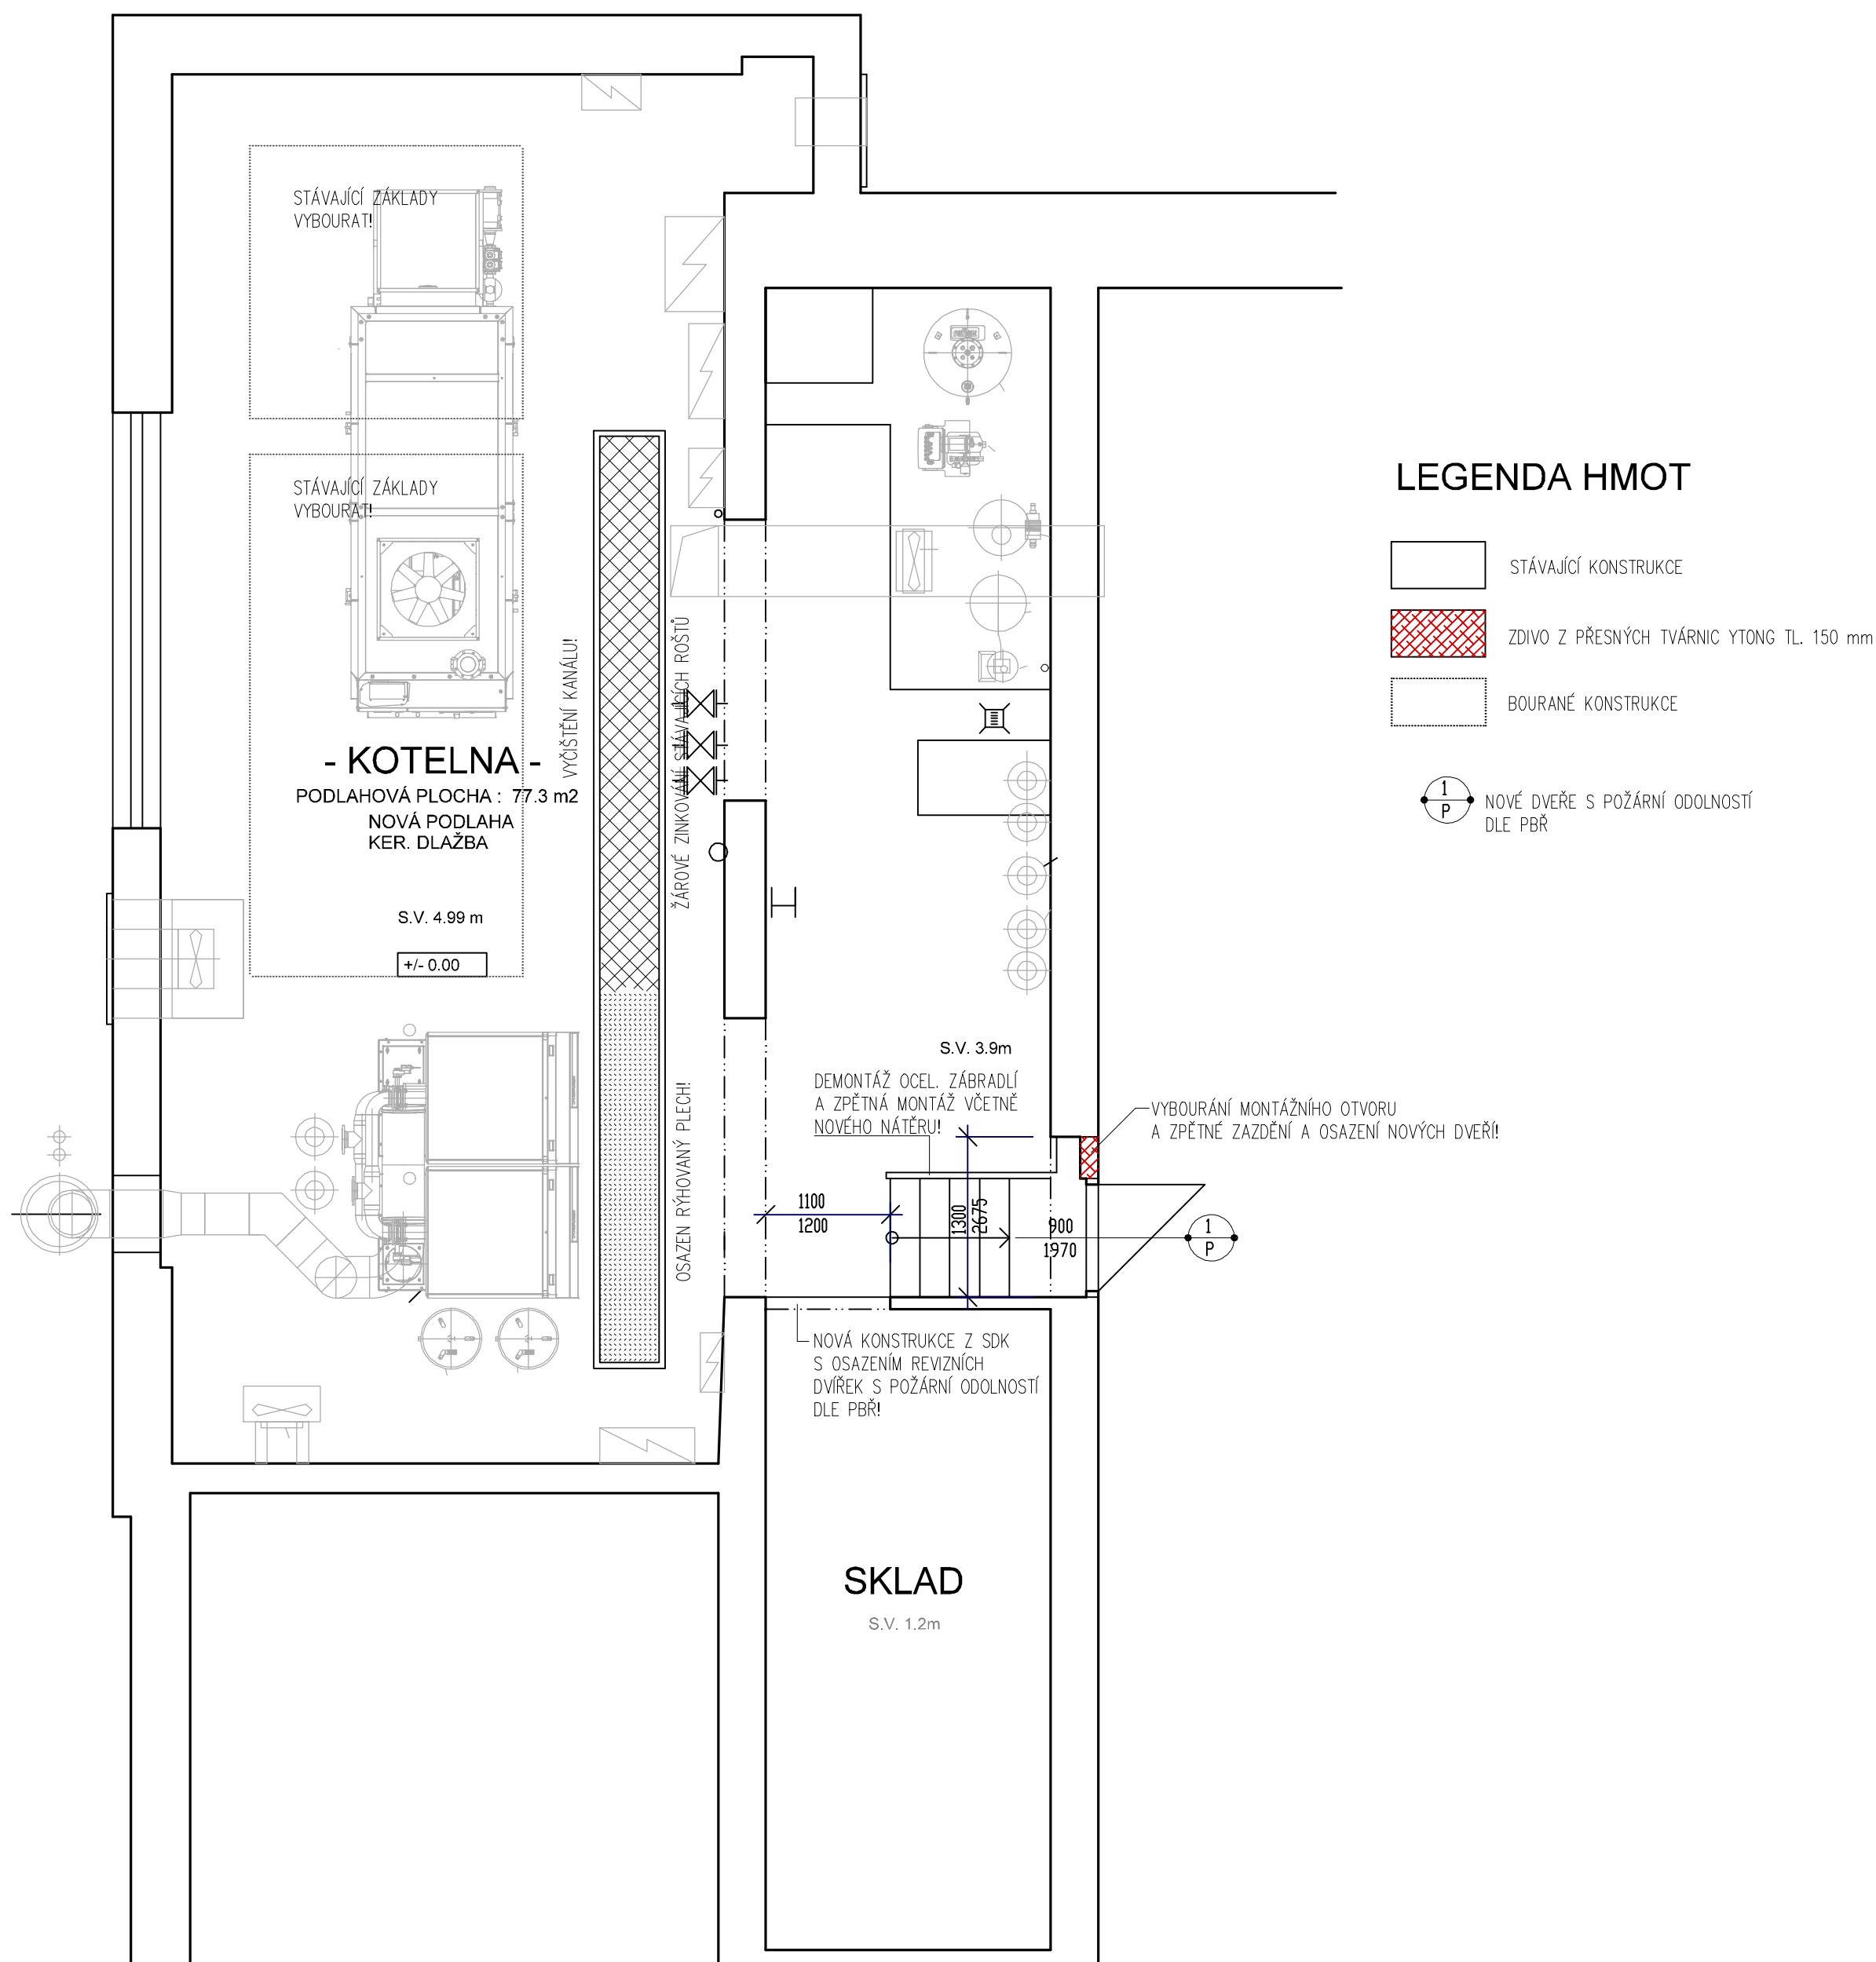 STÁVAJÍCÍ ZÁKLADY
VYBOURAT!
STÁVAJÍCÍ ZÁKLADY
VYBOURAT!
- KOTELNA -
PODLAHOVÁ PLOCHA : 77.3 m2
NOVÁ PODLAHA
KER. DLAŽBA
S.V. 4.99 m
+/- 0.00
VYČIŠTĚNÍ KANÁLU!
ŽÁROVÉ ZINKOVÁNÍ STÁVAJÍCÍCH ROŠTŮ
OSAZEN RÝHOVANÝ PLECH!
S.V. 3.9m
DEMONTÁŽ OCEL. ZÁBRADLÍ
A ZPĚTNÁ MONTÁŽ VČETNĚ
NOVÉHO NÁTĚRU!
VYBOURÁNÍ MONTÁŽNÍHO OTVORU
A ZPĚTNÉ ZAZDĚNÍ A OSAZENÍ NOVÝCH DVEŘÍ!
1100
1200
1300
2675
900
1970
1
P
NOVÁ KONSTRUKCE Z SDK
S OSAZENÍM REVIZNÍCH
DVÍŘEK S POŽÁRNÍ ODOLNOSTÍ
DLE PBŘ!
SKLAD
S.V. 1.2m
LEGENDA HMOT
STÁVAJÍCÍ KONSTRUKCE
ZDIVO Z PŘESNÝCH TVÁRNIC YTONG TL. 150 mm
BOURANÉ KONSTRUKCE
1
P
NOVÉ DVEŘE S POŽÁRNÍ ODOLNOSTÍ
DLE PBŘ